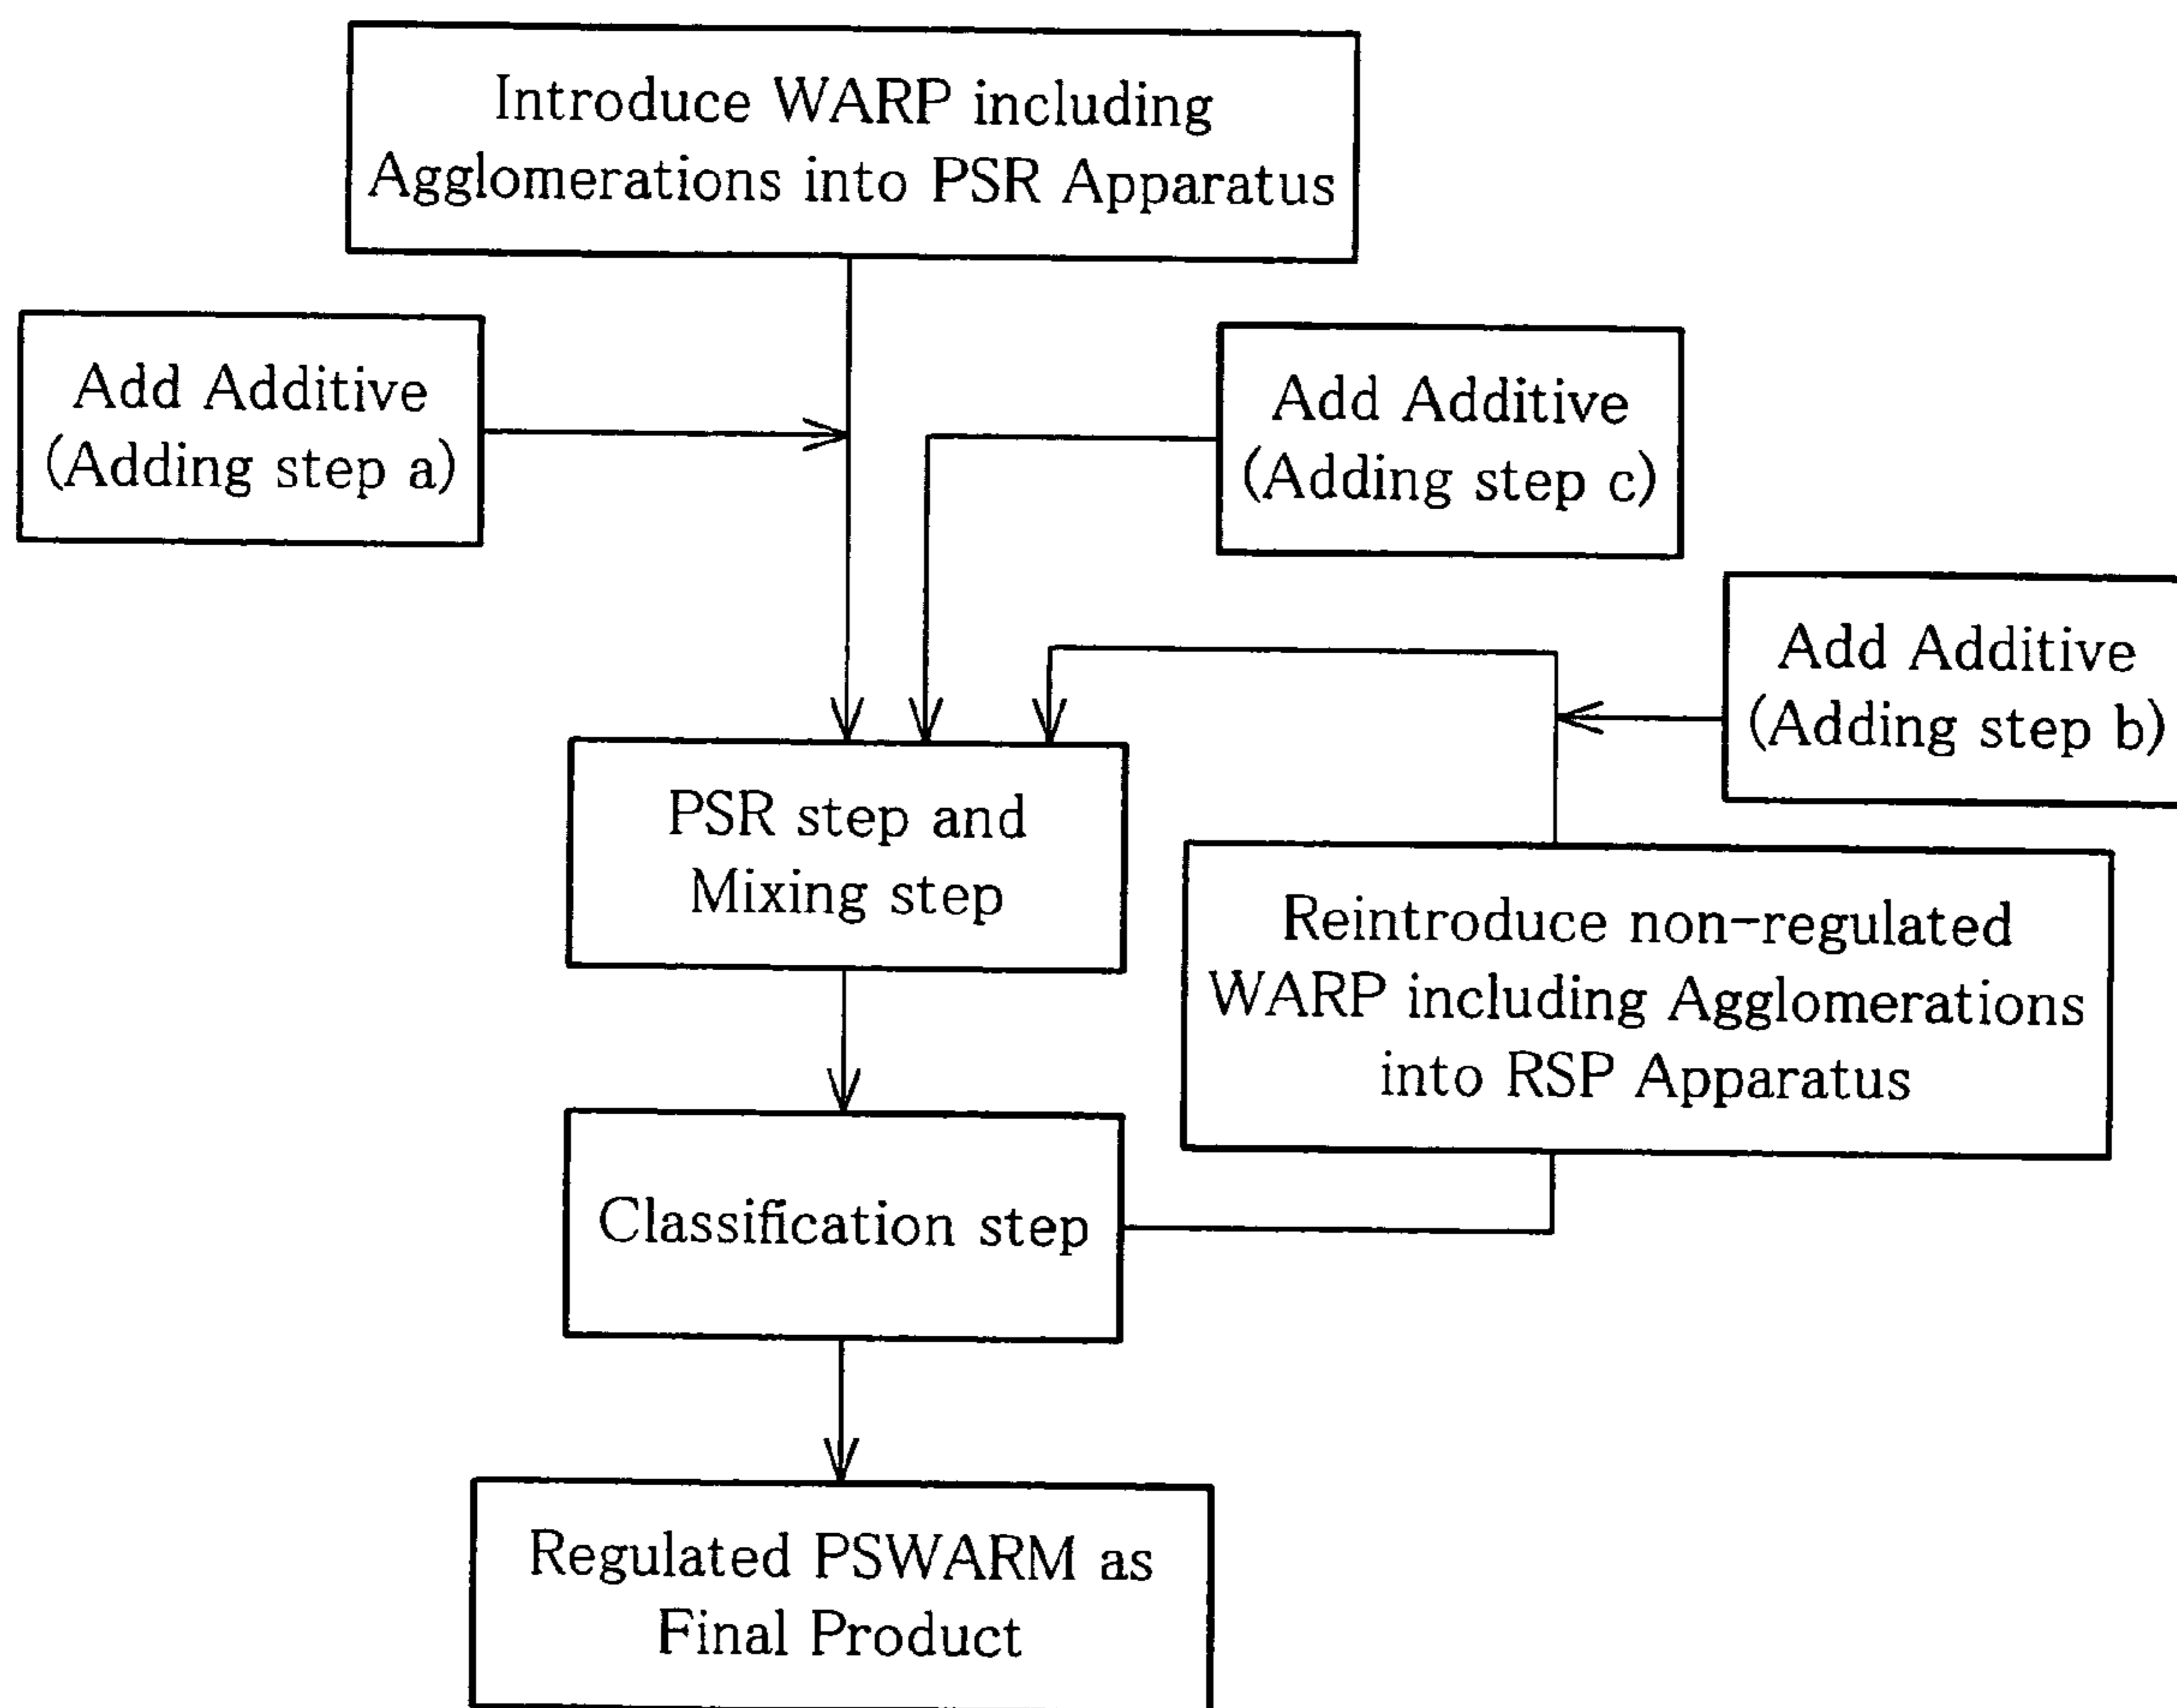 Introduce WARP including
Agglomerations into PSR Apparatus
Add Additive
(Adding step a)
Add Additive
(Adding step c)
Add Additive
(Adding step b)
PSR step and
Mixing step
Reintroduce non-regulated
WARP including Agglomerations
into RSP Apparatus
Classification step
Regulated PSWARM as
Final Product